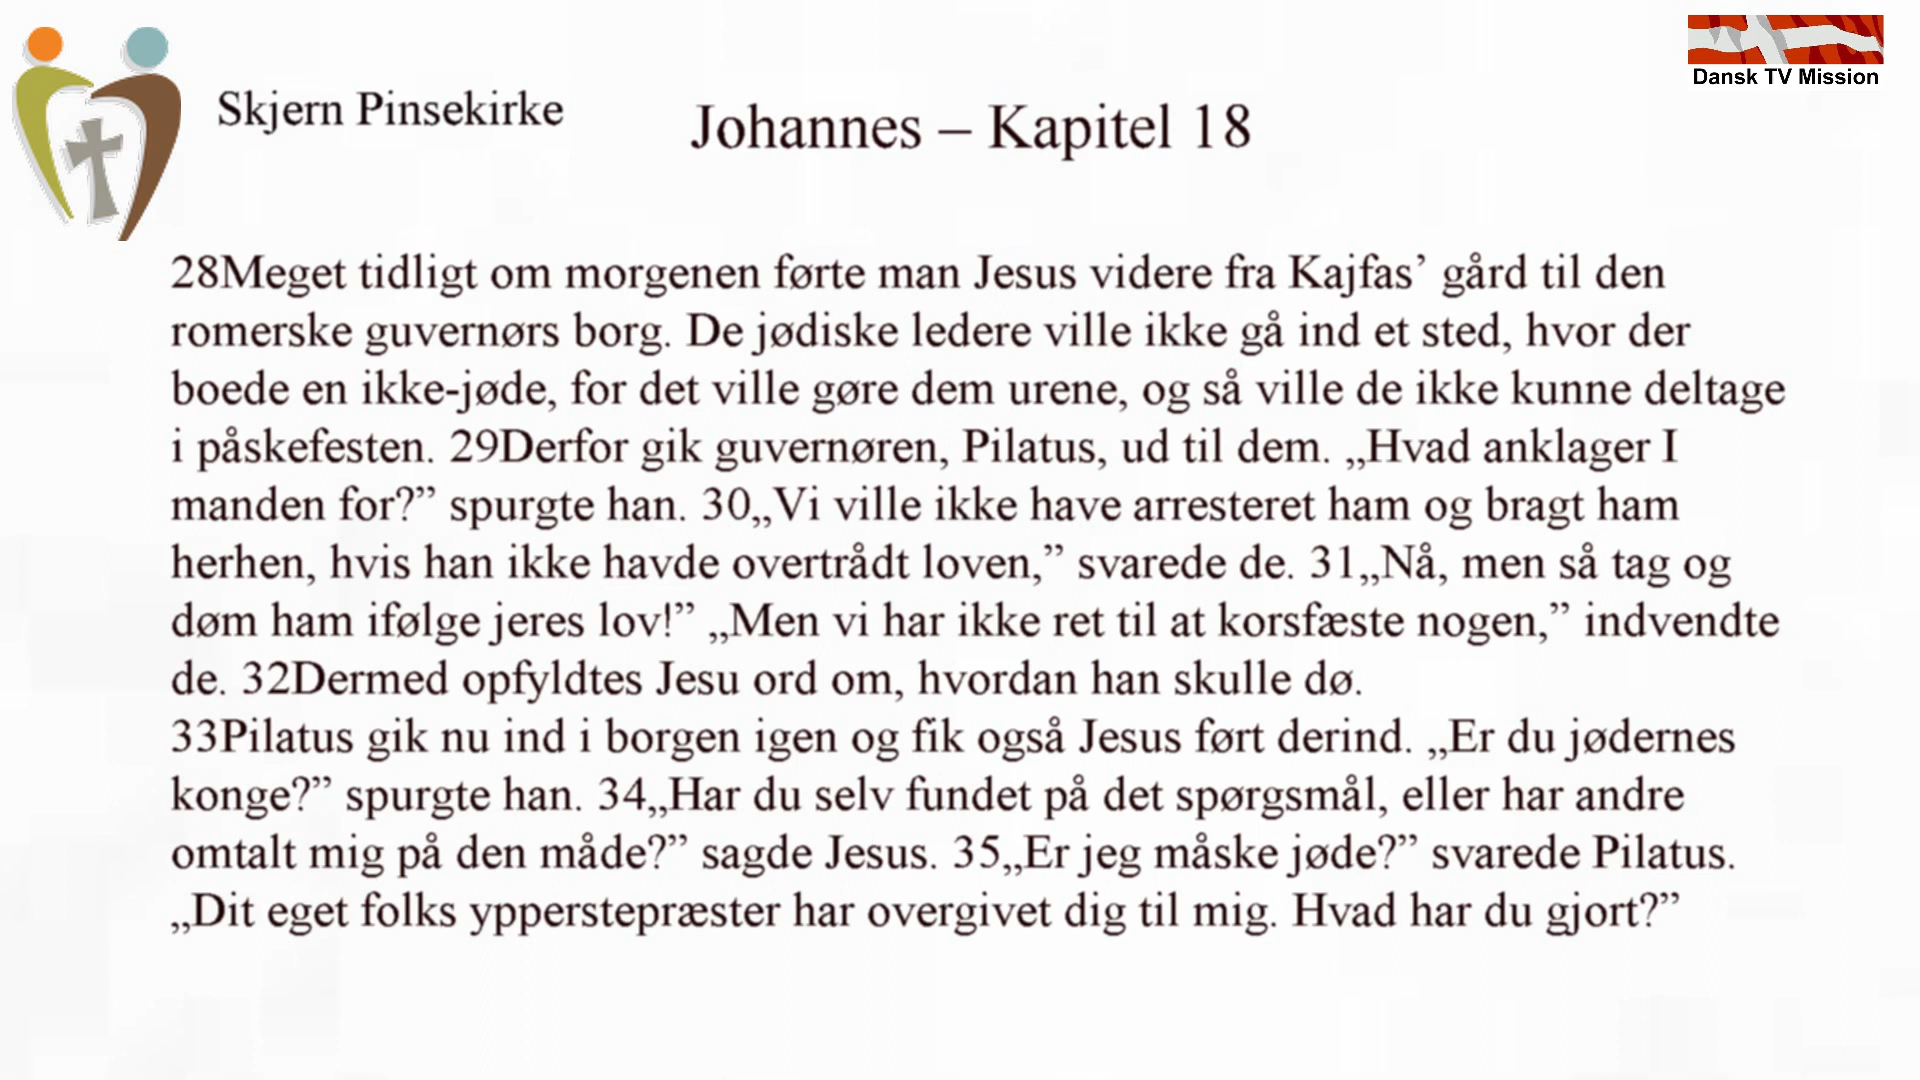 Dansk TV Mission
Skjern Pinsekirke
Johannes – Kapitel 18
28Meget tidligt om morgenen førte man Jesus videre fra Kajfas’ gård til den
romerske guvernørs borg. De jødiske ledere ville ikke gå ind et sted, hvor der
boede en ikke-jøde, for det ville gøre dem urene, og så ville de ikke kunne deltage
i påskefesten. 29Derfor gik guvernøren, Pilatus, ud til dem. „Hvad anklager I
manden for?” spurgte han. 30„Vi ville ikke have arresteret ham og bragt ham
herhen, hvis han ikke havde overtrådt loven,” svarede de. 31„Nå, men så tag og
døm ham ifølge jeres lov!” „Men vi har ikke ret til at korsfæste nogen,” indvendte
de. 32Dermed opfyldtes Jesu ord om, hvordan han skulle dø.
33Pilatus gik nu ind i borgen igen og fik også Jesus ført derind. „Er du jødernes
konge?” spurgte han. 34„Har du selv fundet på det spørgsmål, eller har andre
omtalt mig på den måde?” sagde Jesus. 35„Er jeg måske jøde?” svarede Pilatus.
„Dit eget folks ypperstepræster har overgivet dig til mig. Hvad har du gjort?”